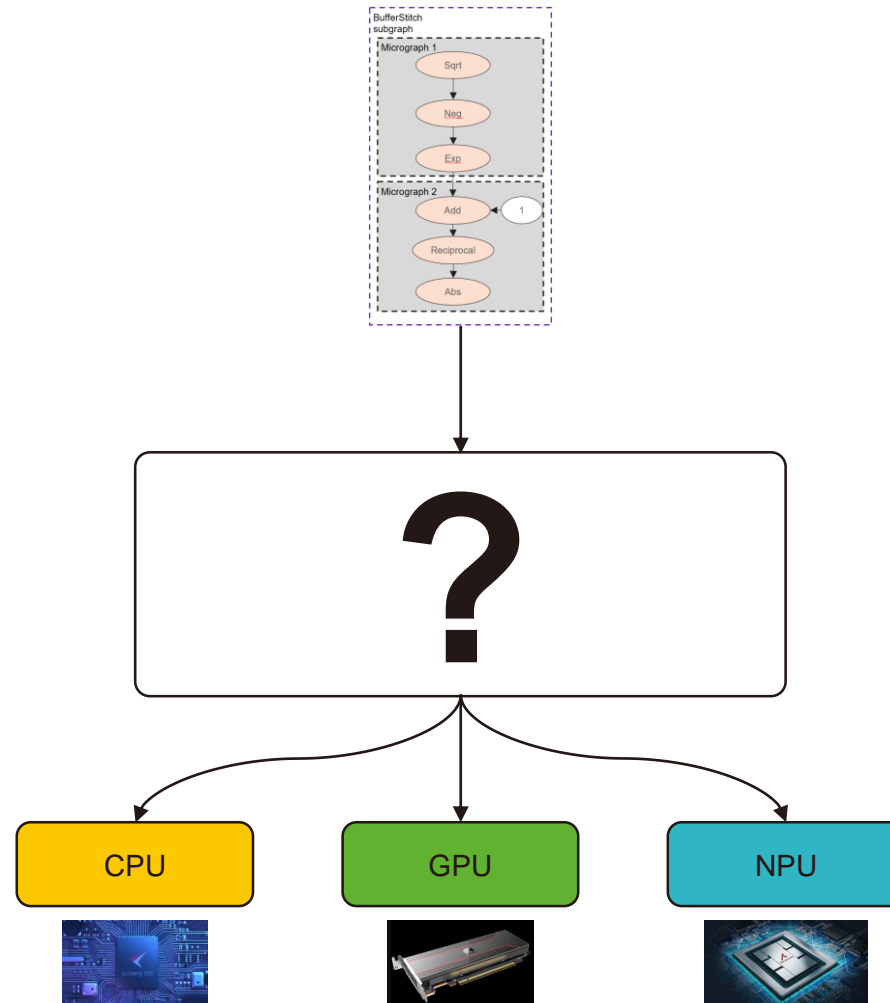 BufferStitch
subgraph
Micrograph 1
Sqrt
Neg
Exp
Micrograph 2
Add
1
Reciprocal
Abs
?
CPU
GPU
NPU